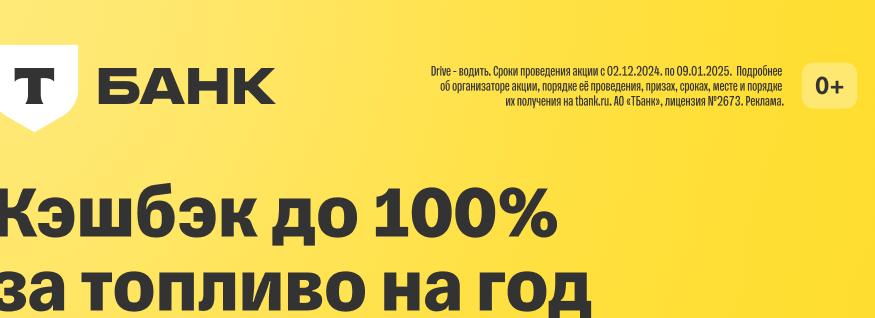 Т БАНК
Drive - водить. Сроки проведения акции с 02.12.2024. по 09.01.2025. Подробнее
об организаторе акции, порядке её проведения, призах, сроках, месте и порядке
их получения на tbank.ru. АО «ТБанк», лицензия №2673. Реклама.
0+
Кэшбэк до 100%
за топливо на год